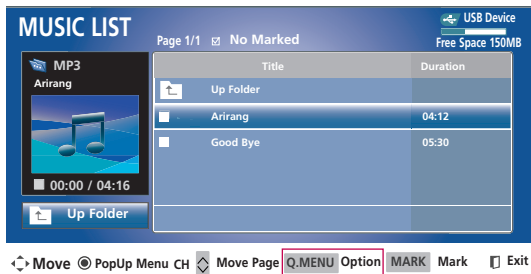 MUSIC LIST
Page 1/1 No Marked
USB Device
Free Space 150MB
MP3
Arirang
00:00 / 04:16
Up Folder
Title Duration
Up Folder
Arirang 04:12
Good Bye 05:30
Move PopUp Menu CH Move Page Q.MENU Option MARK Mark Exit